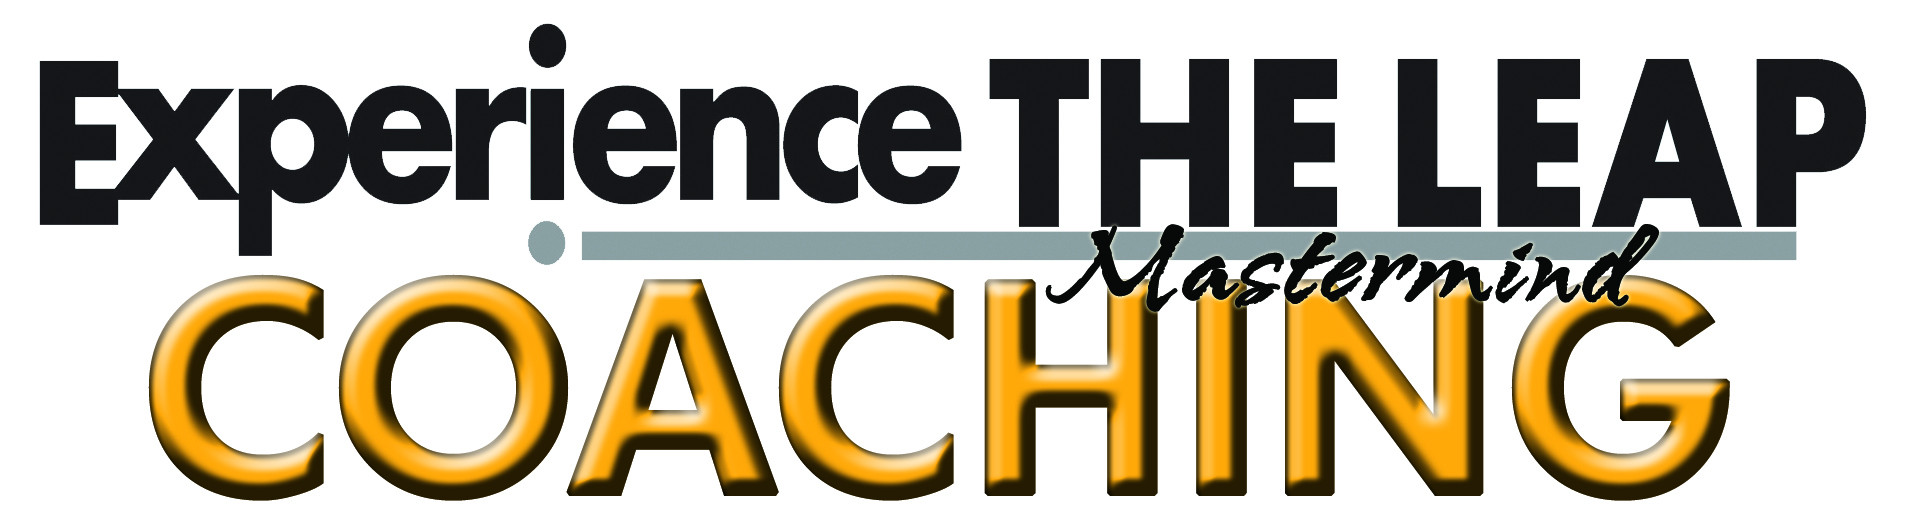 Experience THE LEAP
Mastermind
COACHING